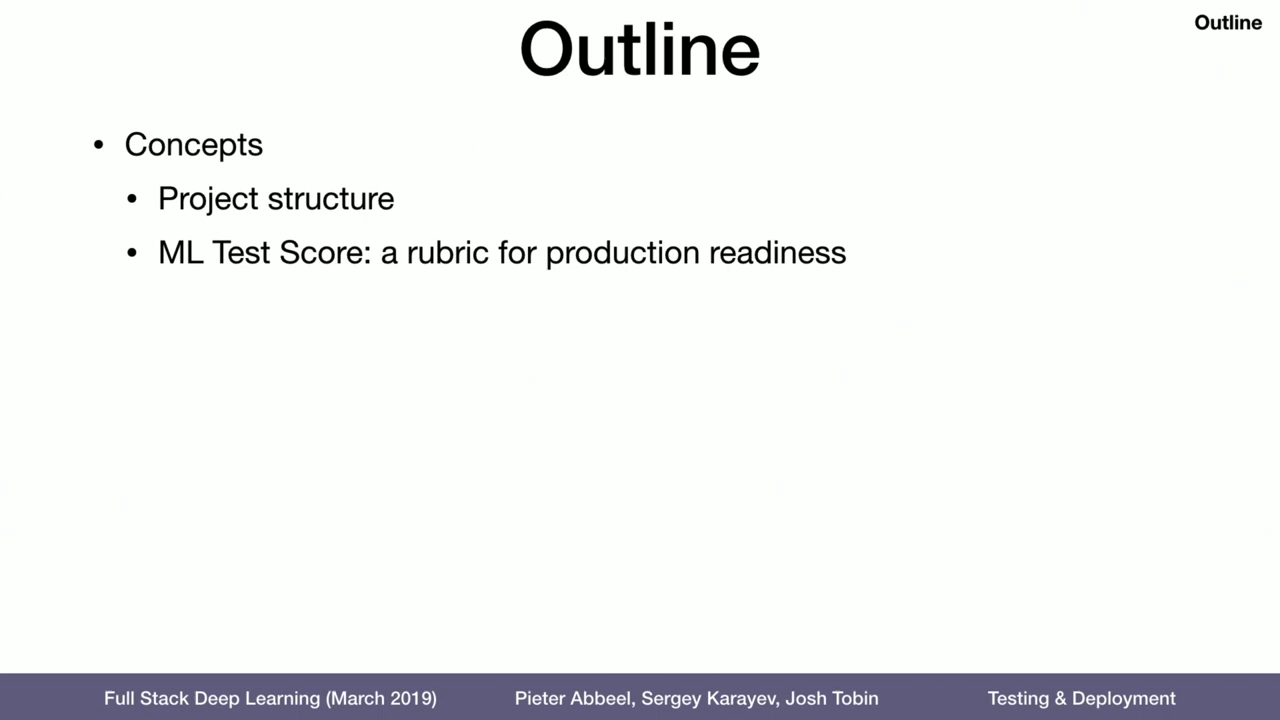 Outline
Outline
• Concepts
• Project structure
• ML Test Score: a rubric for production readiness
Full Stack Deep Learning (March 2019) Pieter Abbeel, Sergey Karayev, Josh Tobin Testing & Deployment